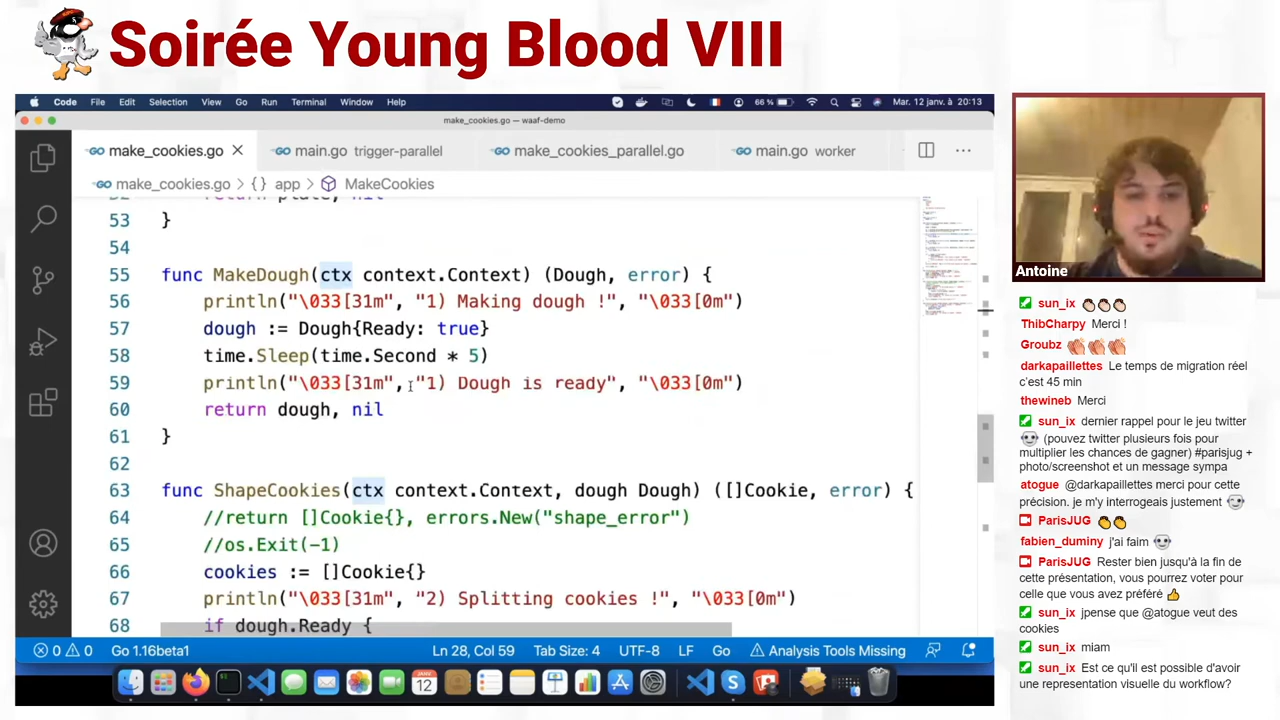 Soirée Young Blood VIII
Code File Edit Selection View Go Run Terminal Window Help 66 % Mar. 12 janv. à 20:13
make_cookies.go — waaf-demo
GO make_cookies.go GO main.go trigger-parallel GO make_cookies_parallel.go GO main.go worker
GO make_cookies.go > {} app > MakeCookies
return plate, nil
53 }
54
55 func MakeDough(ctx context.Context) (Dough, error) {
56 println("\033[31m", "1) Making dough !", "\033[0m")
57 dough := Dough{Ready: true}
58 time.Sleep(time.Second * 5)
59 println("\033[31m", "1) Dough is ready", "\033[0m")
60 return dough, nil
61 }
62
63 func ShapeCookies(ctx context.Context, dough Dough) ([]Cookie, error) {
64 //return []Cookie{}, errors.New("shape_error")
65 //os.Exit(-1)
66 cookies := []Cookie{}
67 println("\033[31m", "2) Splitting cookies !", "\033[0m")
68 if dough.Ready {
0 0 Go 1.16beta1 Ln 28, Col 59 Tab Size: 4 UTF-8 LF Go Analysis Tools Missing
JAN
12
Antoine
sun_ix 👏👏👏
ThibCharpy Merci !
Groubz 👏👏👏
darkapaillettes Le temps de migration réel
c'est 45 min
thewineb Merci
sun_ix dernier rappel pour le jeu twitter
(pouvez twitter plusieurs fois pour
multiplier les chances de gagner) #parisjug +
photo/screenshot et un message sympa
atogue @darkapaillettes merci pour cette
précision. je m'y interrogeais justement
ParisJUG 👏👏
fabien_duminy j'ai faim
ParisJUG Rester bien jusqu'à la fin de
cette présentation, vous pourrez voter pour
celle que vous avez préféré 👍
sun_ix jpense que @atogue veut des
cookies
sun_ix miam
sun_ix Est ce qu'il est possible d'avoir
une representation visuelle du workflow?